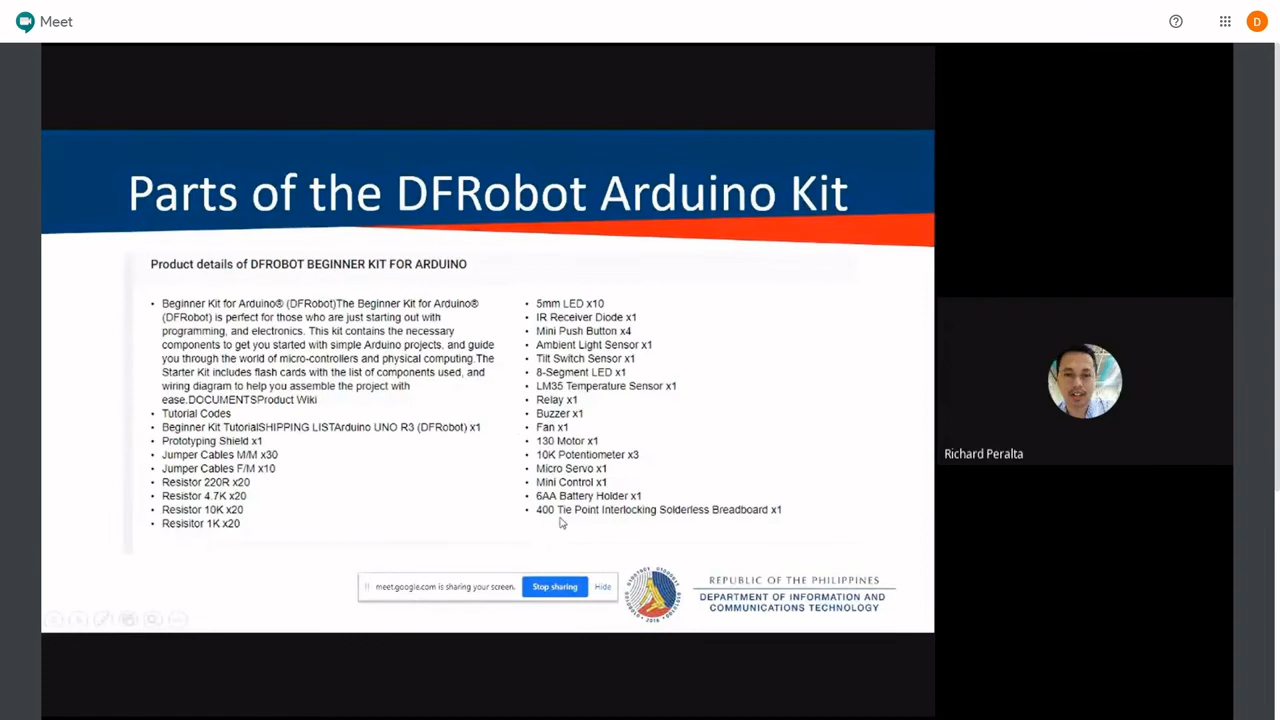 Meet
D
Parts of the DFRobot Arduino Kit
Product details of DFROBOT BEGINNER KIT FOR ARDUINO
• Beginner Kit for Arduino® (DFRobot)The Beginner Kit for Arduino®
(DFRobot) is perfect for those who are just starting out with
programming, and electronics. This kit contains the necessary
components to get you started with simple Arduino projects, and guide
you through the world of micro-controllers and physical computing.The
Starter Kit includes flash cards with the list of components used, and
wiring diagram to help you assemble the project with
ease.DOCUMENTSProduct Wiki
• Tutorial Codes
• Beginner Kit TutorialSHIPPING LISTArduino UNO R3 (DFRobot) x1
• Prototyping Shield x1
• Jumper Cables M/M x30
• Jumper Cables F/M x10
• Resistor 220R x20
• Resistor 4.7K x20
• Resistor 10K x20
• Resisitor 1K x20
• 5mm LED x10
• IR Receiver Diode x1
• Mini Push Button x4
• Ambient Light Sensor x1
• Tilt Switch Sensor x1
• 8-Segment LED x1
• LM35 Temperature Sensor x1
• Relay x1
• Buzzer x1
• Fan x1
• 130 Motor x1
• 10K Potentiometer x3
• Micro Servo x1
• Mini Control x1
• 6AA Battery Holder x1
• 400 Tie Point Interlocking Solderless Breadboard x1
meet.google.com is sharing your screen.
Stop sharing
Hide
REPUBLIC OF THE PHILIPPINES
DEPARTMENT OF INFORMATION AND
COMMUNICATIONS TECHNOLOGY
Richard Peralta